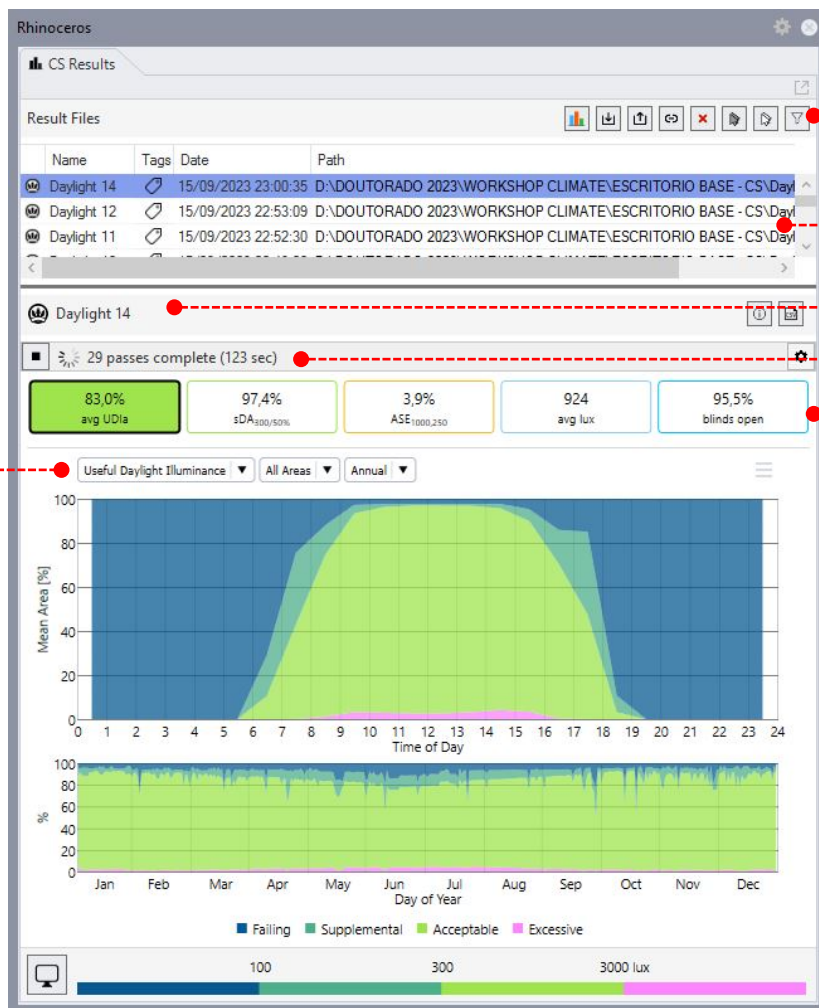 Rhinoceros
CS Results
Result Files
Name Tags Date Path
Daylight 14 15/09/2023 23:00:35 D:\DOUTORADO 2023\WORKSHOP CLIMATE\ESCRITORIO BASE - CS\Dayl
Daylight 12 15/09/2023 22:53:09 D:\DOUTORADO 2023\WORKSHOP CLIMATE\ESCRITORIO BASE - CS\Dayl
Daylight 11 15/09/2023 22:52:30 D:\DOUTORADO 2023\WORKSHOP CLIMATE\ESCRITORIO BASE - CS\Dayl
Daylight 14
29 passes complete (123 sec)
83,0% 97,4% 3,9% 924 95,5%
avg UDIa sDA300/50% ASE1000,250 avg lux blinds open
Useful Daylight Illuminance All Areas Annual
100
80
60
40
20
0
Mean Area [%]
0 1 2 3 4 5 6 7 8 9 10 11 12 13 14 15 16 17 18 19 20 21 22 23 24
Time of Day
100
80
60
40
20
0
%
Jan Feb Mar Apr May Jun Jul Aug Sep Oct Nov Dec
Day of Year
Failing Supplemental Acceptable Excessive
100 300 3000 lux